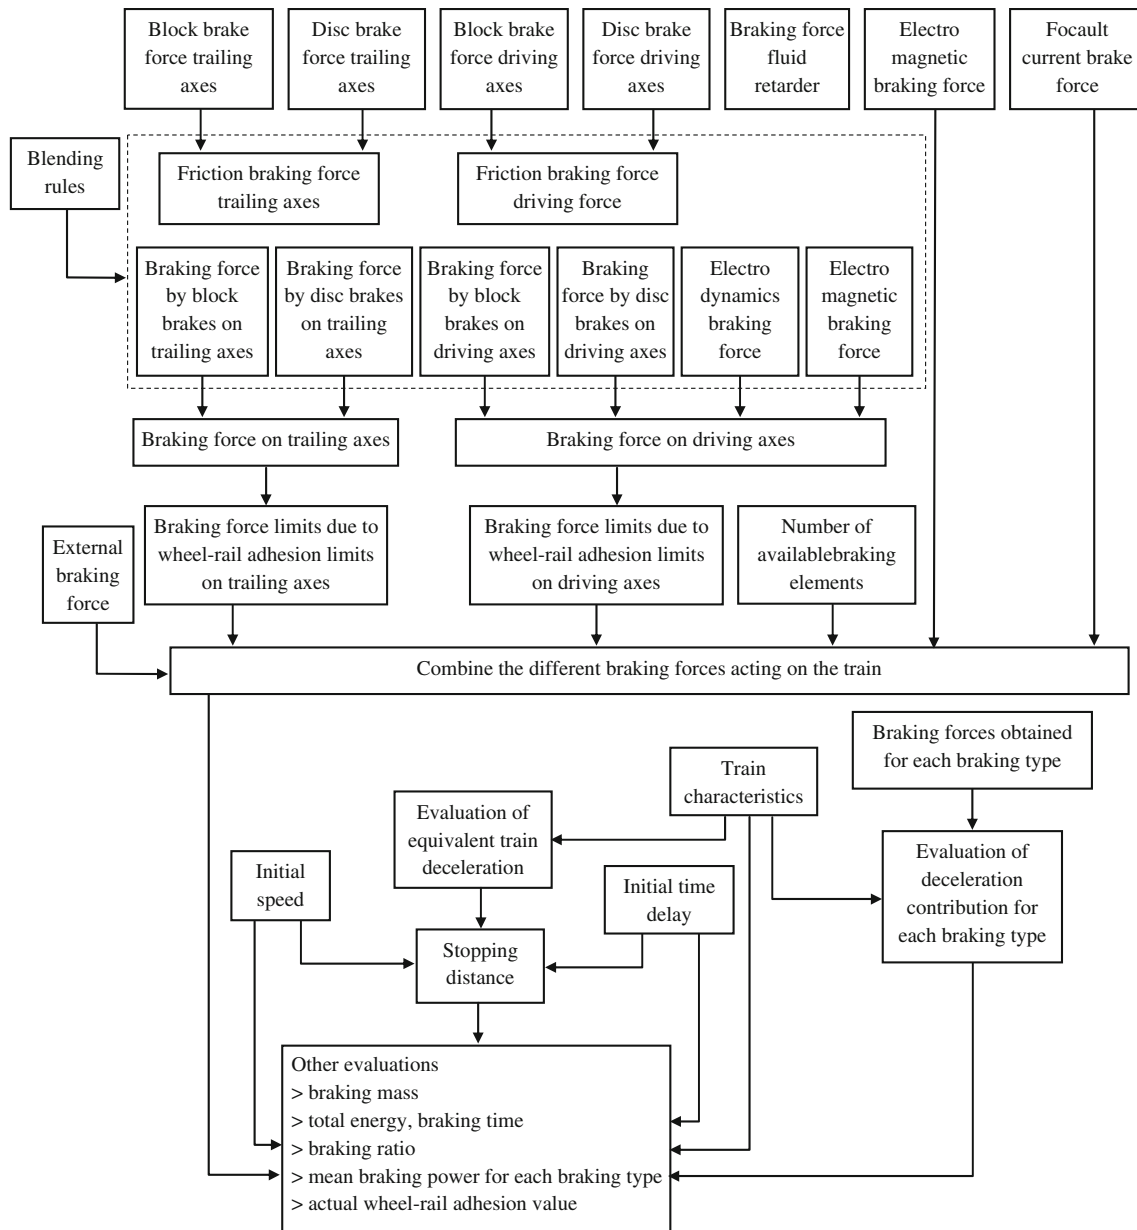 Block brake
force trailing
axes
Disc brake
force trailing
axes
Block brake
force driving
axes
Disc brake
force driving
axes
Braking force
fluid
retarder
Electro
magnetic
braking force
Focault
current brake
force
Blending
rules
Friction braking force
trailing axes
Friction braking force
driving force
Braking force
by block
brakes on
trailing axes
Braking force
by disc brakes
on trailing
axes
Braking force
by block
brakes on
driving axes
Braking
force by disc
brakes on
driving axes
Electro
dynamics
braking
force
Electro
magnetic
braking
force
Braking force on trailing axes
Braking force on driving axes
External
braking
force
Braking force limits due to
wheel-rail adhesion limits
on trailing axes
Braking force limits due to
wheel-rail adhesion limits
on driving axes
Number of
availablebraking
elements
Combine the different braking forces acting on the train
Braking forces obtained
for each braking type
Train
characteristics
Evaluation of
equivalent train
deceleration
Initial
speed
Initial time
delay
Evaluation of
deceleration
contribution for
each braking type
Stopping
distance
Other evaluations
> braking mass
> total energy, braking time
> braking ratio
> mean braking power for each braking type
> actual wheel-rail adhesion value